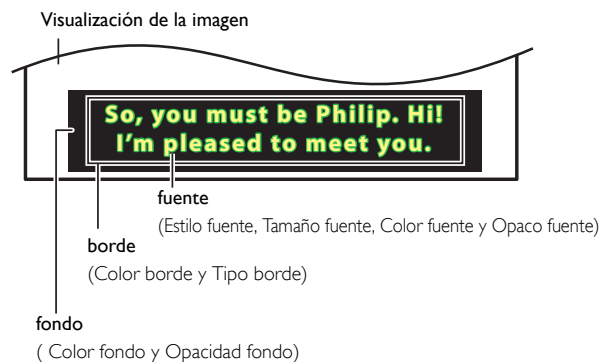 Visualización de la imagen
So, you must be Philip. Hi!
I'm pleased to meet you.
fuente
(Estilo fuente, Tamaño fuente, Color fuente y Opaco fuente)
borde
(Color borde y Tipo borde)
fondo
( Color fondo y Opacidad fondo)